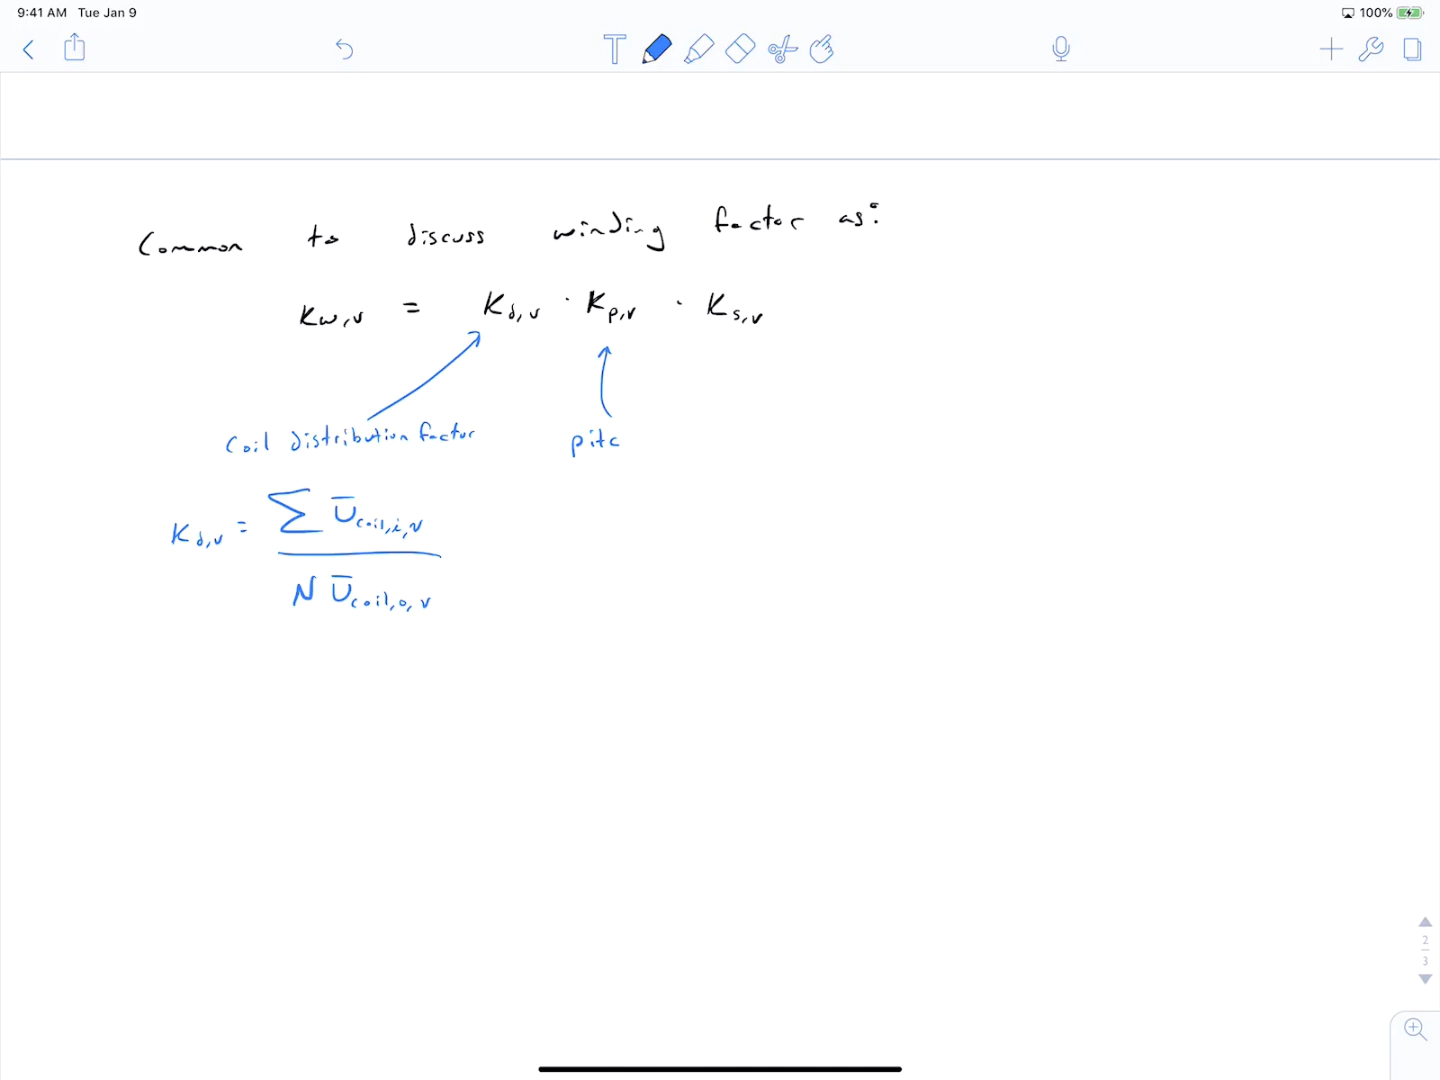 9:41 AM Tue Jan 9
100%
T
Common to discuss winding factor as:
Kw,v = Kd,v · Kp,v · Ks,v
Coil distribution factor
pitc
Kd,v = Σ Ūcoil,i,v
N Ūcoil,o,v
2
3